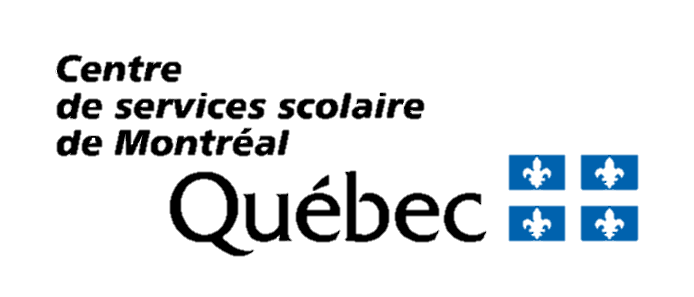 Centre
de services scolaire
de Montréal
Québec